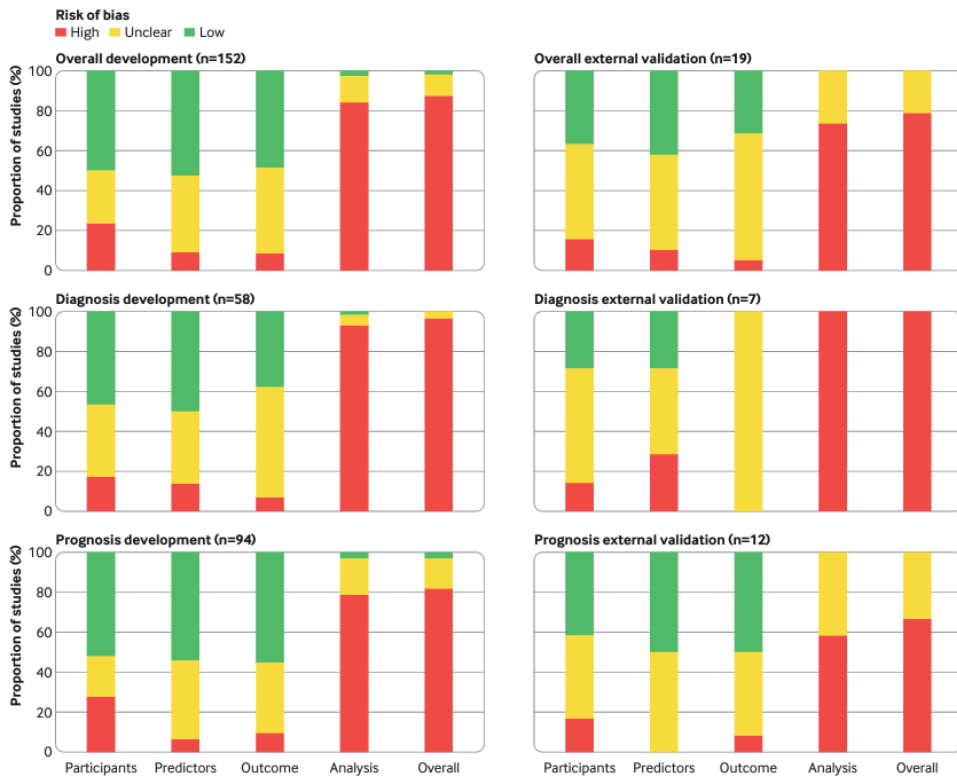 Risk of bias
High Unclear Low
Overall development (n=152)
Overall external validation (n=19)
Proportion of studies (%)
100
80
60
40
20
0
Diagnosis development (n=58)
Diagnosis external validation (n=7)
Proportion of studies (%)
100
80
60
40
20
0
Prognosis development (n=94)
Prognosis external validation (n=12)
Proportion of studies (%)
100
80
60
40
20
0
Participants Predictors Outcome Analysis Overall
Participants Predictors Outcome Analysis Overall